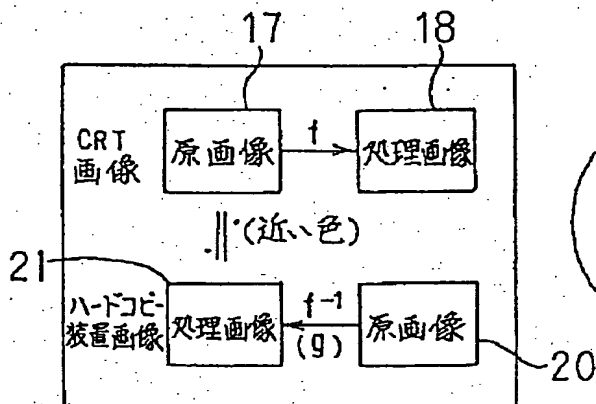 17
18
CRT
画像
原画像
f
処理画像
(近い色)
21
ハードコピー
装置画像
処理画像
f-1
(g)
原画像
20